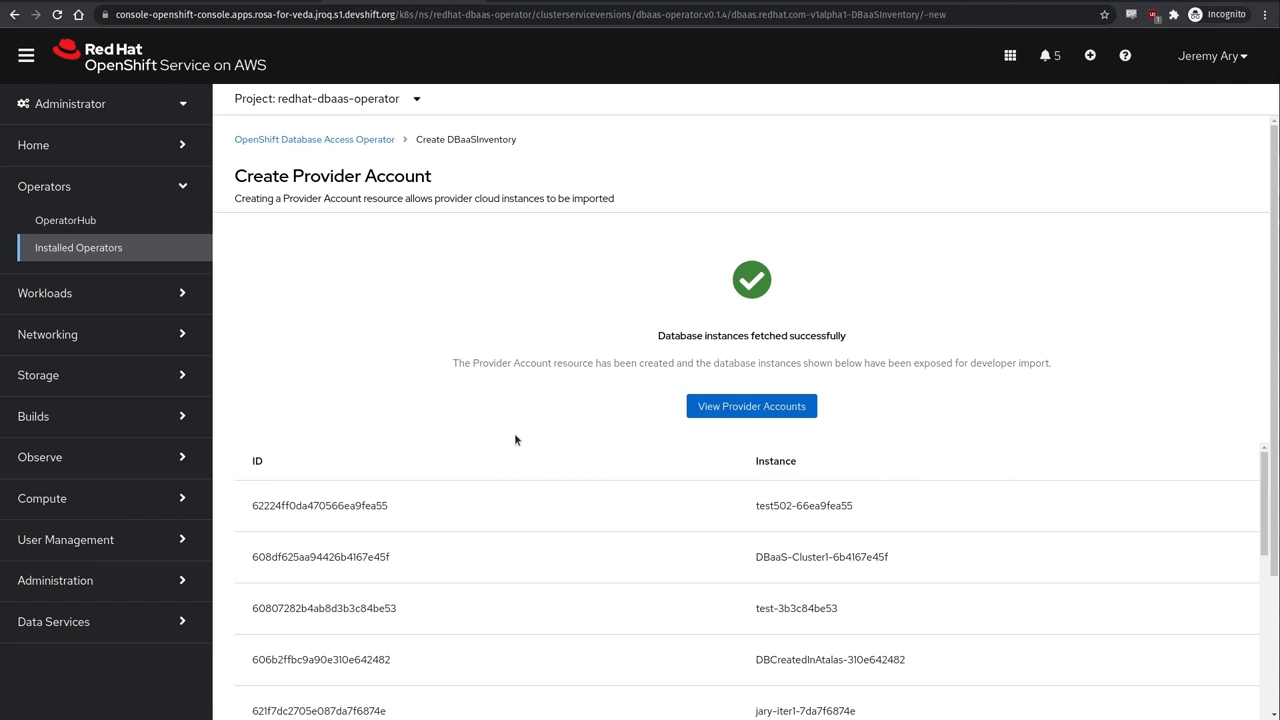 console-openshift-console.apps.rosa-for-veda.jroq.s1.devshift.org/k8s/ns/redhat-dbaas-operator/clusterserviceversions/dbaas-operator.v0.1.4/dbaas.redhat.com~v1alpha1~DBaaSInventory/~new
Incognito
Red Hat
OpenShift Service on AWS
5
Jeremy Ary
Administrator
Home
Operators
OperatorHub
Installed Operators
Workloads
Networking
Storage
Builds
Observe
Compute
User Management
Administration
Data Services
Project: redhat-dbaas-operator
OpenShift Database Access Operator > Create DBaaSInventory
Create Provider Account
Creating a Provider Account resource allows provider cloud instances to be imported
Database instances fetched successfully
The Provider Account resource has been created and the database instances shown below have been exposed for developer import.
View Provider Accounts
ID Instance
62224ff0da470566ea9fea55 test502-66ea9fea55
608df625aa94426b4167e45f DBaaS-Cluster1-6b4167e45f
60807282b4ab8d3b3c84be53 test-3b3c84be53
606b2ffbc9a90e310e642482 DBCreatedInAtalas-310e642482
621f7dc2705e087da7f6874e jary-iter1-7da7f6874e